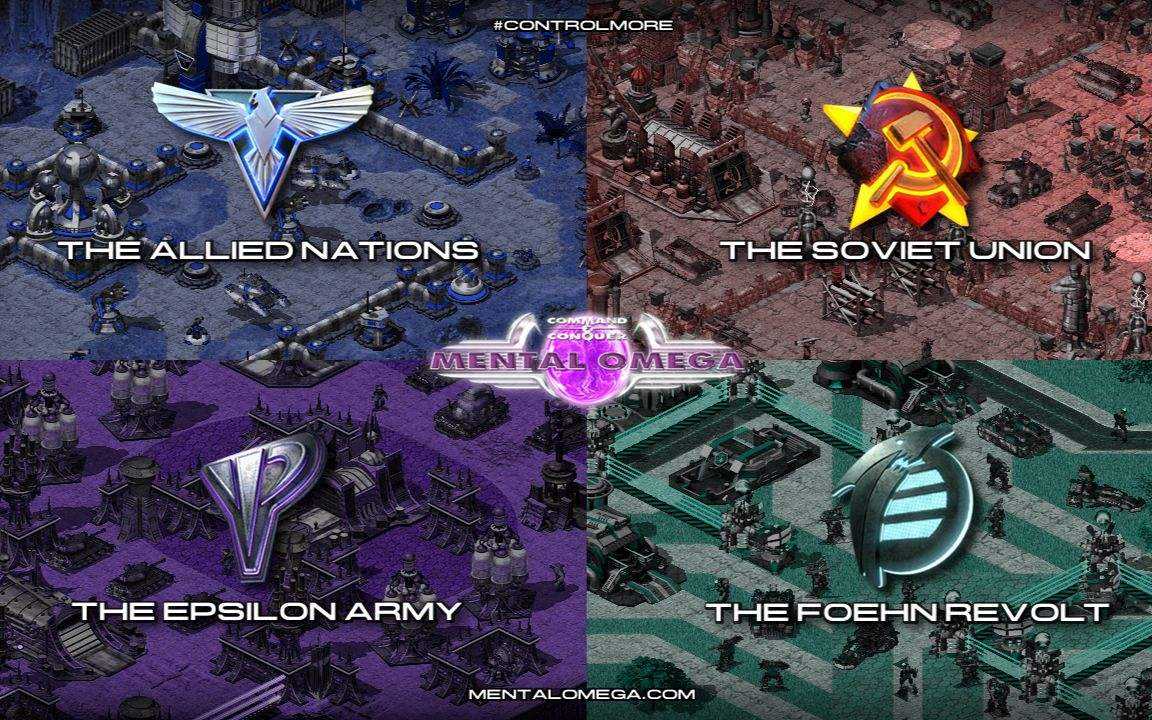 #CONTROLMORE
THE ALLIED NATIONS
THE SOVIET UNION
COMMAND
&
CONQUER
MENTAL OMEGA
THE EPSILON ARMY
THE FOEHN REVOLT
MENTALOMEGA.COM